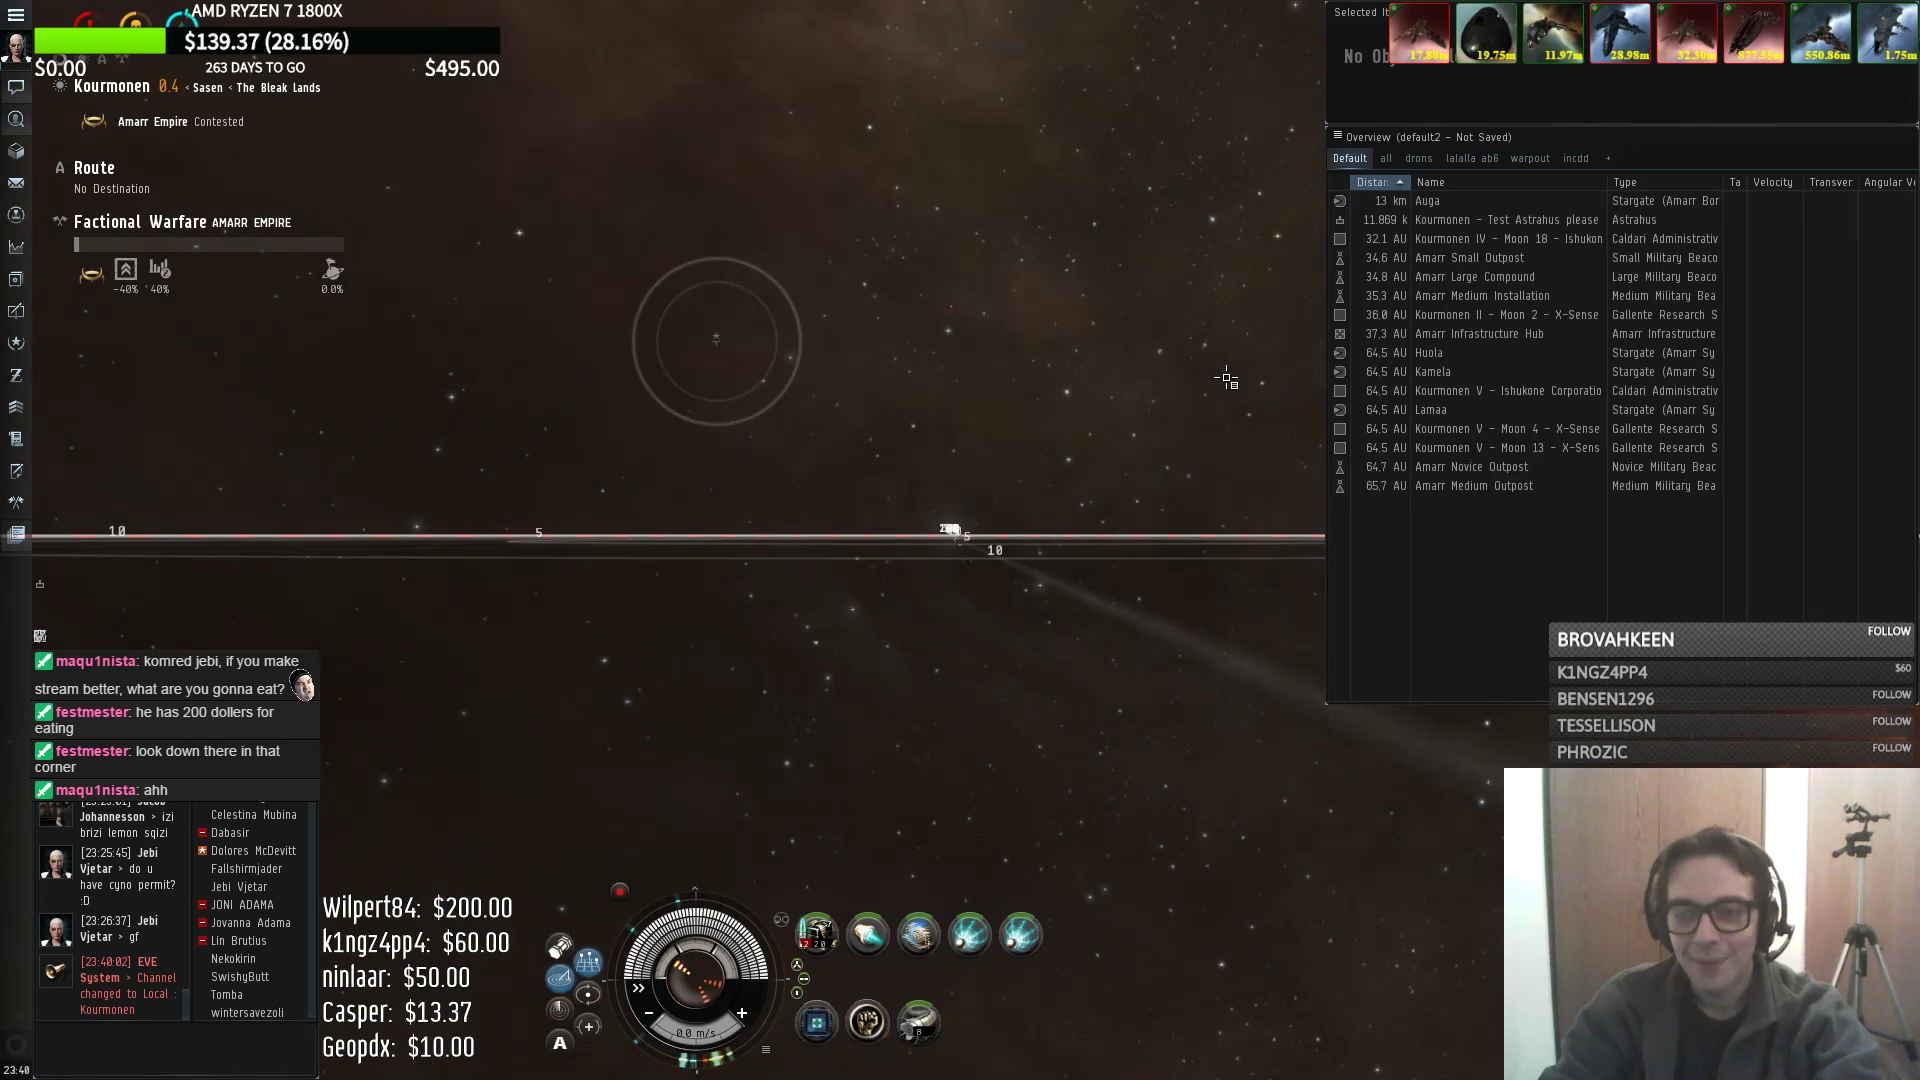 AMD RYZEN 7 1800X
$139.37 (28.16%)
$0.00
263 DAYS TO GO
$495.00
Kourmonen 0.4 < Sasen < The Bleak Lands
Amarr Empire Contested
Route
No Destination
Factional Warfare AMARR EMPIRE
-40% 40%
0.0%
10
5
5
10
maqu1nista: komred jebi, if you make
stream better, what are you gonna eat?
festmester: he has 200 dollers for
eating
festmester: look down there in that
corner
maqu1nista: ahh
Johannesson > izi
brizi lemon sqizi
[23:25:45] Jebi
Vjetar > do u
have cyno permit?
:D
[23:26:37] Jebi
Vjetar > gf
[23:40:02] EVE
System > Channel
changed to Local :
Kourmonen
Celestina Mubina
Dabasir
Dolores McDevitt
Fallshirmjader
Jebi Vjetar
JONI ADAMA
Jovanna Adama
Lin Brutius
Nekokirin
SwishyButt
Tomba
wintersavezoli
23:40
Wilpert84: $200.00
k1ngz4pp4: $60.00
ninlaar: $50.00
Casper: $13.37
Geopdx: $10.00
0.0 m/s
A
20
8
Selected It
No Ob
17.80m
19.75m
11.97m
28.98m
32.30m
877.55m
550.86m
1.75m
Overview (default2 - Not Saved)
Default all drons lalalla ab6 warpout incdd +
Distan Name Type Ta Velocity Transver Angular V
13 km Auga Stargate (Amarr Bor
11.869 k Kourmonen - Test Astrahus please Astrahus
32,1 AU Kourmonen IV - Moon 18 - Ishukon Caldari Administrativ
34,6 AU Amarr Small Outpost Small Military Beaco
34,8 AU Amarr Large Compound Large Military Beaco
35,3 AU Amarr Medium Installation Medium Military Bea
36,0 AU Kourmonen II - Moon 2 - X-Sense Gallente Research S
37,3 AU Amarr Infrastructure Hub Amarr Infrastructure
64,5 AU Huola Stargate (Amarr Sy
64,5 AU Kamela Stargate (Amarr Sy
64,5 AU Kourmonen V - Ishukone Corporatio Caldari Administrativ
64,5 AU Lamaa Stargate (Amarr Sy
64,5 AU Kourmonen V - Moon 4 - X-Sense Gallente Research S
64,5 AU Kourmonen V - Moon 13 - X-Sens Gallente Research S
64,7 AU Amarr Novice Outpost Novice Military Beac
65,7 AU Amarr Medium Outpost Medium Military Bea
BROVAHKEEN FOLLOW
K1NGZ4PP4 $60
BENSEN1296 FOLLOW
TESSELLISON FOLLOW
PHROZIC FOLLOW